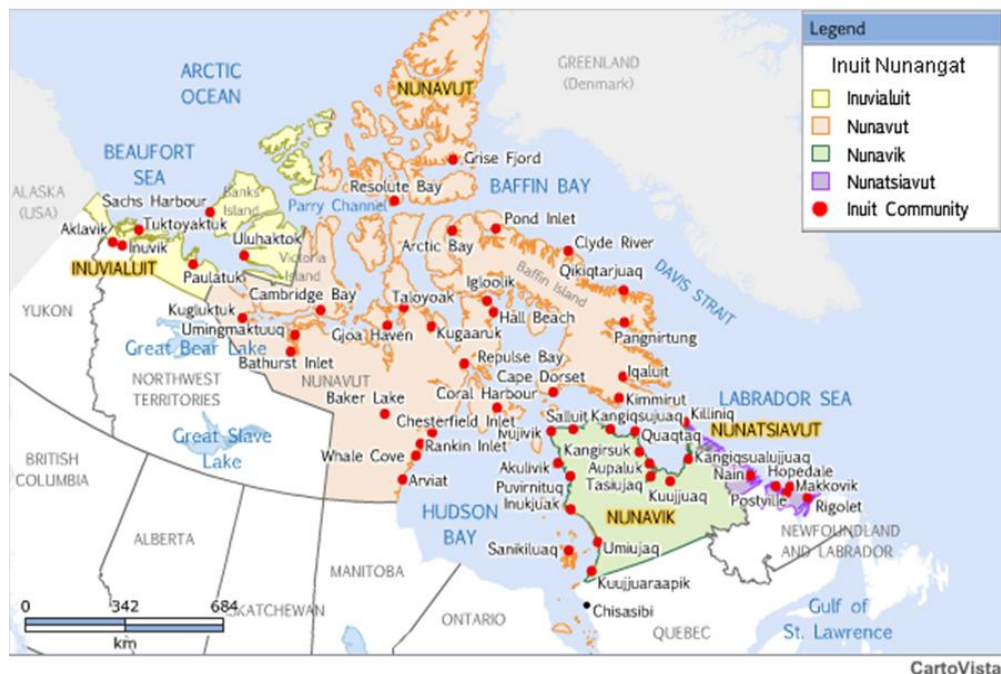 Legend
Inuit Nunangat
Inuvialuit
Nunavut
Nunavik
Nunatsiavut
Inuit Community
ARCTIC
OCEAN
NUNAVUT
GREENLAND
(Denmark)
BEAUFORT
SEA
Grise Fjord
ALASKA
(USA)
Sachs Harbour
Banks
Island
Resolute Bay
BAFFIN BAY
Parry Channel
Aklavik
Tuktoyaktuk
Inuvik
Uluhaktok
Pond Inlet
Arctic Bay
Clyde River
INUVIALUIT
Paulatuk
Victoria
Island
Qikiqtarjuaq
Baffin Island
DAVIS STRAIT
Igloolik
Cambridge Bay
Taloyoak
Hall Beach
YUKON
Kugluktuk
Umingmaktuuq
Gjoa Haven
Kugaaruk
Pangnirtung
Great Bear Lake
Bathurst Inlet
Repulse Bay
NORTHWEST
TERRITORIES
NUNAVUT
Cape Dorset
Iqaluit
Baker Lake
Coral Harbour
Kimmirut
LABRADOR SEA
Chesterfield Inlet
Salluit
Kangiqsujuaq
Killiniq
Ivujivik
Quaqtaq
NUNATSIAVUT
Great Slave
Lake
Rankin Inlet
Whale Cove
Kangirsuk
Kangiqsualujjuaq
BRITISH
COLUMBIA
Akulivik
Aupaluk
Nain
Hopedale
Arviat
Puvirnituq
Tasiujaq
Kuujjuaq
Makkovik
Postville
Rigolet
Inukjuak
HUDSON
BAY
NUNAVIK
NEWFOUNDLAND
AND LABRADOR
ALBERTA
Sanikiluaq
Umiujaq
MANITOBA
Kuujjuaraapik
0 342 684
km
SKATCHEWAN
ONTARIO
Chisasibi
QUEBEC
Gulf of
St. Lawrence
CartoVista